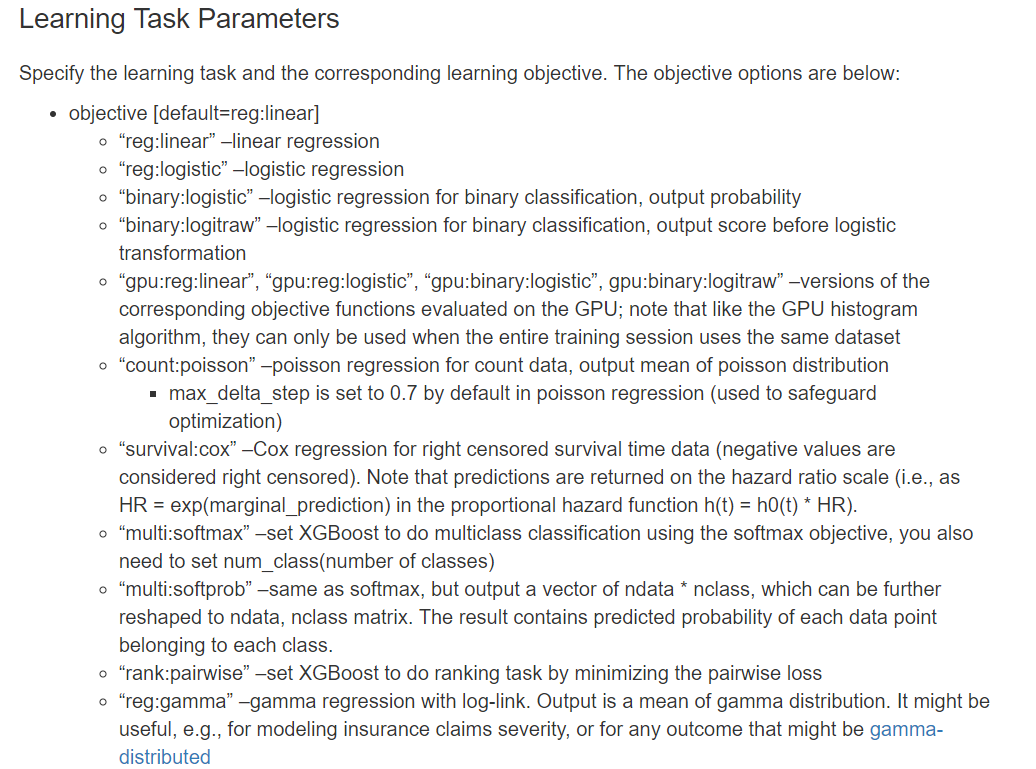 Learning Task Parameters
Specify the learning task and the corresponding learning objective. The objective options are below:
• objective [default=reg:linear]
◦ “reg:linear” –linear regression
◦ “reg:logistic” –logistic regression
◦ “binary:logistic” –logistic regression for binary classification, output probability
◦ “binary:logitraw” –logistic regression for binary classification, output score before logistic
transformation
◦ “gpu:reg:linear”, “gpu:reg:logistic”, “gpu:binary:logistic”, gpu:binary:logitraw” –versions of the
corresponding objective functions evaluated on the GPU; note that like the GPU histogram
algorithm, they can only be used when the entire training session uses the same dataset
◦ “count:poisson” –poisson regression for count data, output mean of poisson distribution
▪ max_delta_step is set to 0.7 by default in poisson regression (used to safeguard
optimization)
◦ “survival:cox” –Cox regression for right censored survival time data (negative values are
considered right censored). Note that predictions are returned on the hazard ratio scale (i.e., as
HR = exp(marginal_prediction) in the proportional hazard function h(t) = h0(t) * HR).
◦ “multi:softmax” –set XGBoost to do multiclass classification using the softmax objective, you also
need to set num_class(number of classes)
◦ “multi:softprob” –same as softmax, but output a vector of ndata * nclass, which can be further
reshaped to ndata, nclass matrix. The result contains predicted probability of each data point
belonging to each class.
◦ “rank:pairwise” –set XGBoost to do ranking task by minimizing the pairwise loss
◦ “reg:gamma” –gamma regression with log-link. Output is a mean of gamma distribution. It might be
useful, e.g., for modeling insurance claims severity, or for any outcome that might be gamma-
distributed